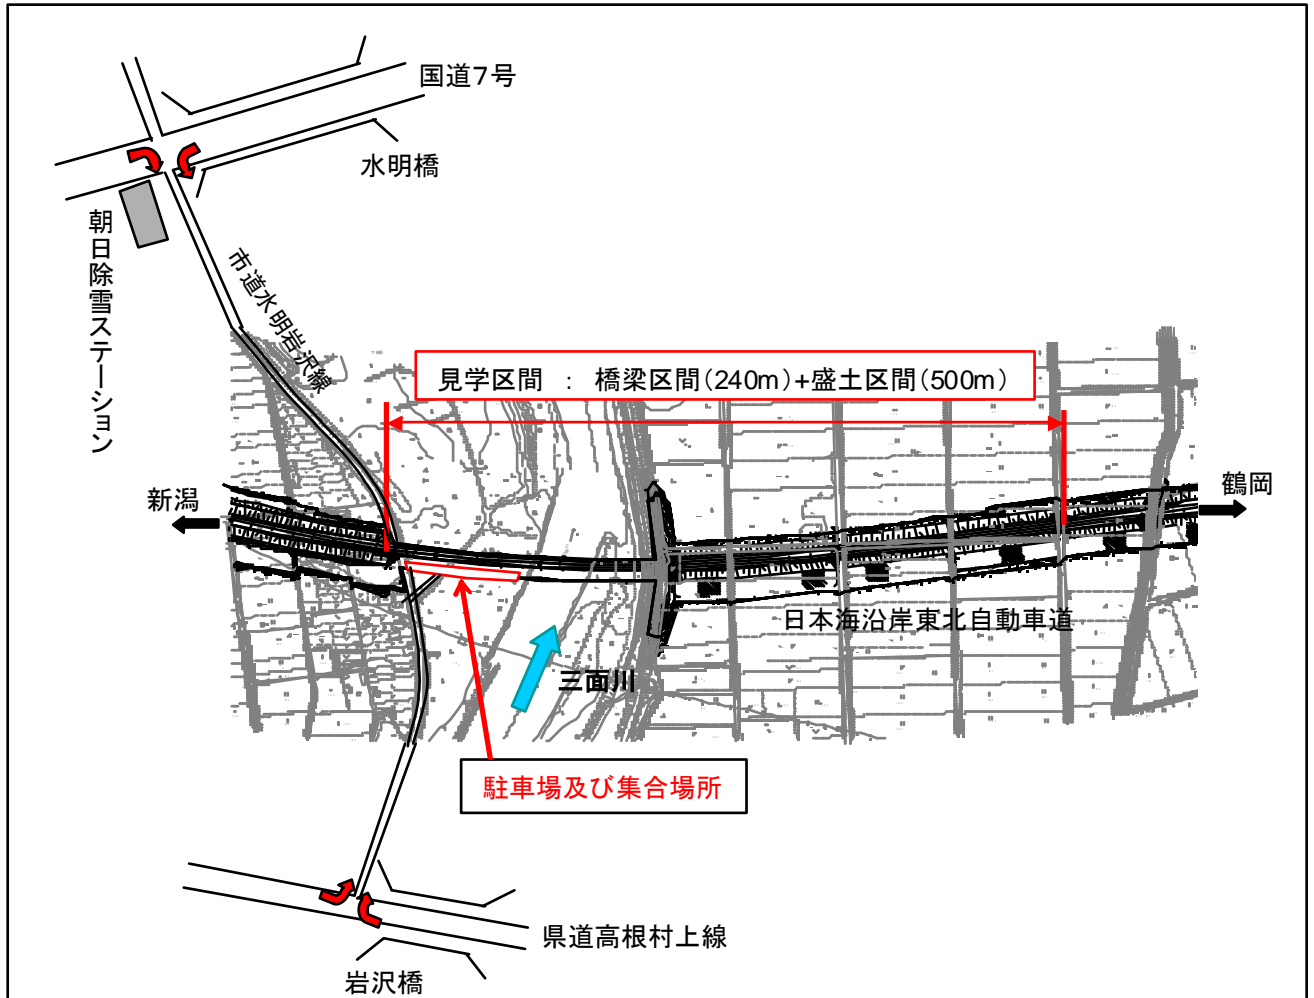 国道7号
水明橋
朝日除雪ステーション
市道水明岩沢線
見学区間 ： 橋梁区間(240m)+盛土区間(500m)
新潟
鶴岡
日本海沿岸東北自動車道
三面川
駐車場及び集合場所
県道高根村上線
岩沢橋